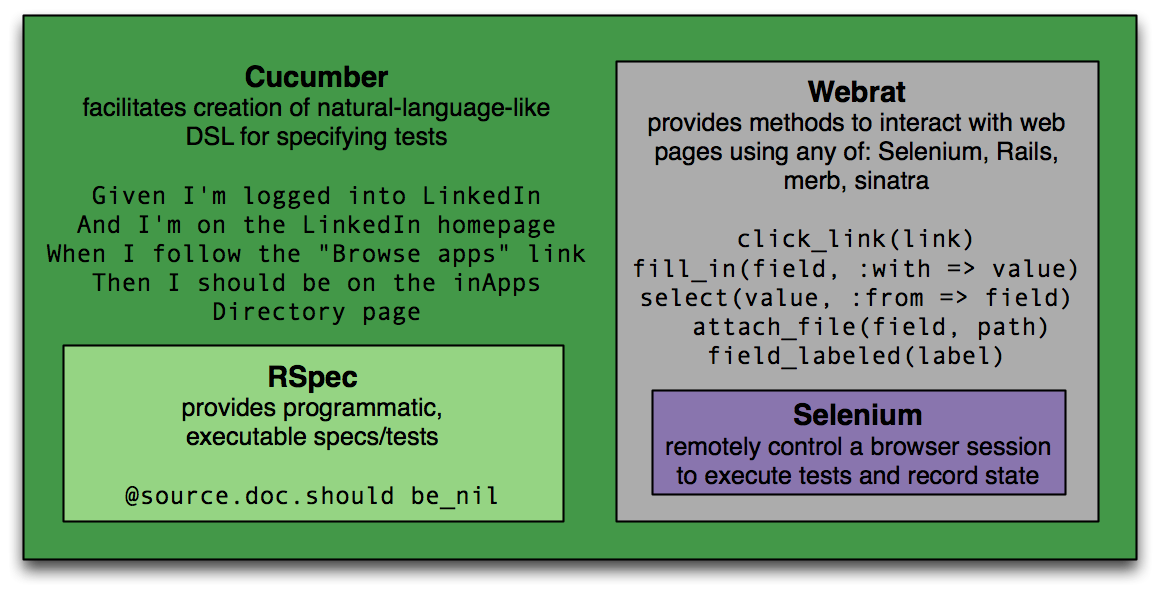 Cucumber
facilitates creation of natural-language-like
DSL for specifying tests
Given I'm logged into LinkedIn
And I'm on the LinkedIn homepage
When I follow the "Browse apps" link
Then I should be on the inApps
Directory page
RSpec
provides programmatic,
executable specs/tests
@source.doc.should be_nil
Webrat
provides methods to interact with web
pages using any of: Selenium, Rails,
merb, sinatra
click_link(link)
fill_in(field, :with => value)
select(value, :from => field)
attach_file(field, path)
field_labeled(label)
Selenium
remotely control a browser session
to execute tests and record state